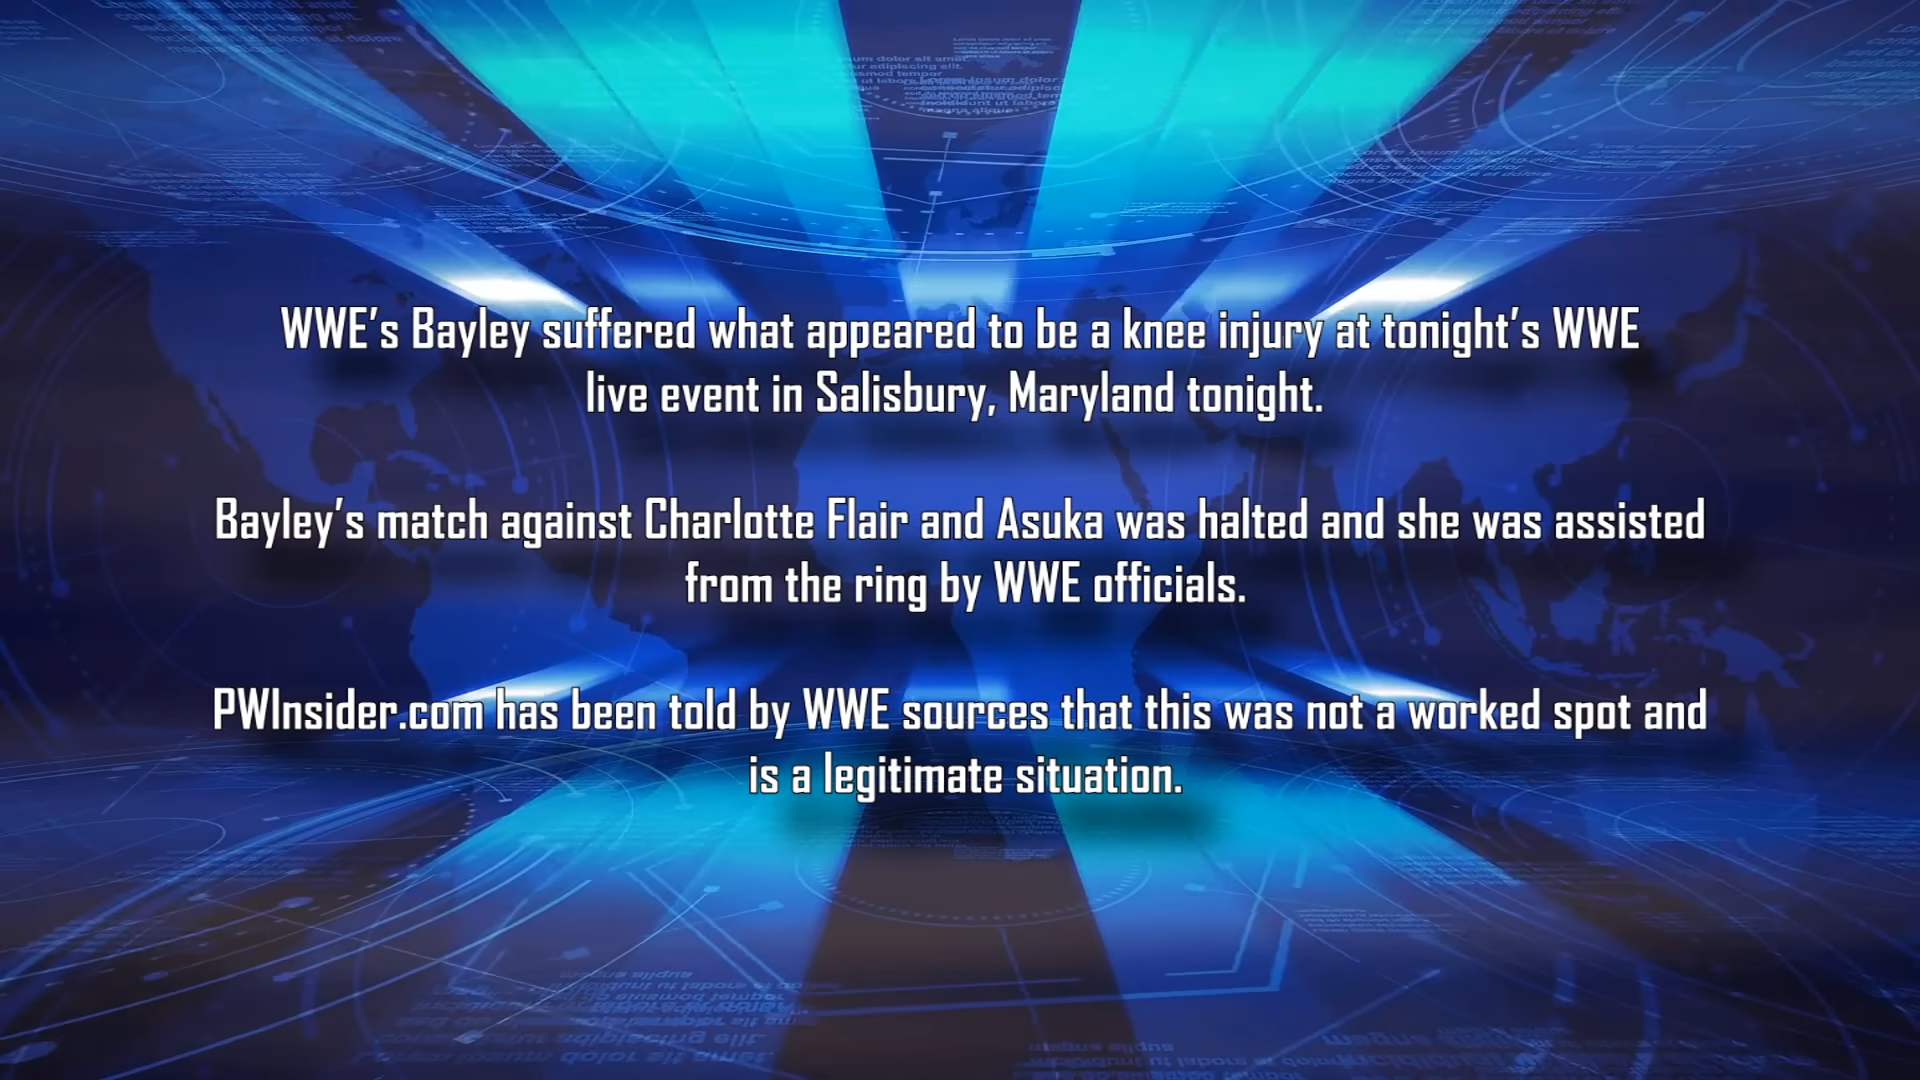 WWE’s Bayley suffered what appeared to be a knee injury at tonight’s WWE
live event in Salisbury, Maryland tonight.
Bayley’s match against Charlotte Flair and Asuka was halted and she was assisted
from the ring by WWE officials.
PWInsider.com has been told by WWE sources that this was not a worked spot and
is a legitimate situation.